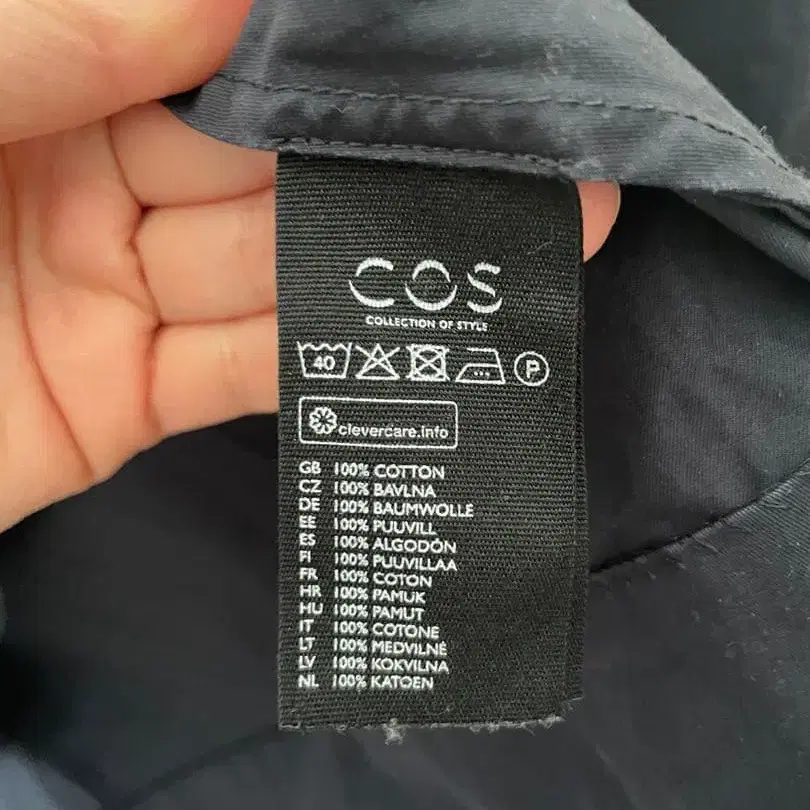 COS
COLLECTION OF STYLE
40 P
clevercare.info
GB 100% COTTON
CZ 100% BAVLNA
DE 100% BAUMWOLLE
EE 100% PUUVILL
ES 100% ALGODÓN
FI 100% PUUVILLAA
FR 100% COTON
HR 100% PAMUK
HU 100% PAMUT
IT 100% COTONE
LT 100% MEDVILNĖ
LV 100% KOKVILNA
NL 100% KATOEN